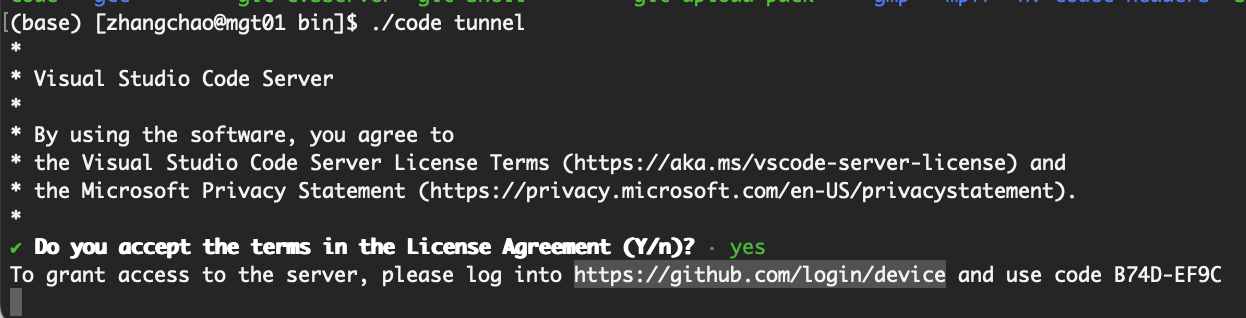 (base) [zhangchao@mgt01 bin]$ ./code tunnel
*
* Visual Studio Code Server
*
* By using the software, you agree to
* the Visual Studio Code Server License Terms (https://aka.ms/vscode-server-license) and
* the Microsoft Privacy Statement (https://privacy.microsoft.com/en-US/privacystatement).
*
✔ Do you accept the terms in the License Agreement (Y/n)? · yes
To grant access to the server, please log into https://github.com/login/device and use code B74D-EF9C